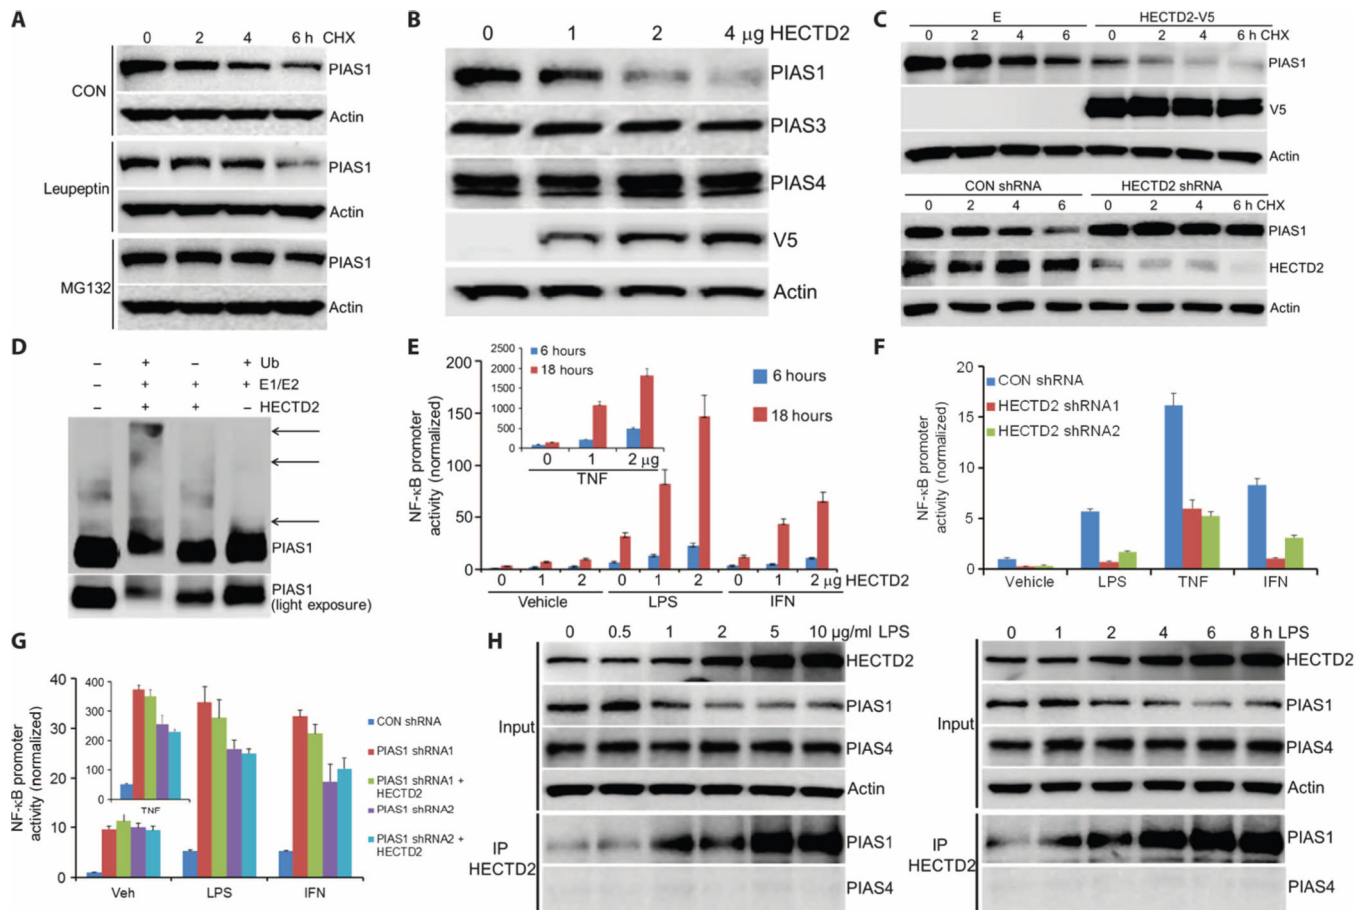 A
0 2 4 6 h CHX
CON
PIAS1
Actin
Leupeptin
PIAS1
Actin
MG132
PIAS1
Actin
B
0 1 2 4 μg HECTD2
PIAS1
PIAS3
PIAS4
V5
Actin
C
E HECTD2-V5
0 2 4 6 0 2 4 6 h CHX
PIAS1
V5
Actin
CON shRNA HECTD2 shRNA
0 2 4 6 0 2 4 6 h CHX
PIAS1
HECTD2
Actin
D
– + – + Ub
– + + + E1/E2
– + + – HECTD2
PIAS1
PIAS1
(light exposure)
E
NF-κB promoter
activity (normalized)
200
150
100
50
0
2500
2000
1500
1000
500
0
6 hours
18 hours
0 1 2 μg
TNF
6 hours
18 hours
0 1 2 0 1 2 0 1 2 μg HECTD2
Vehicle LPS IFN
F
NF-κB promoter
activity (normalized)
20
15
10
5
0
CON shRNA
HECTD2 shRNA1
HECTD2 shRNA2
Vehicle LPS TNF IFN
G
NF-κB promoter
activity (normalized)
40
30
20
10
0
400
300
200
100
0
TNF
CON shRNA
PIAS1 shRNA1
PIAS1 shRNA1 +
HECTD2
PIAS1 shRNA2
PIAS1 shRNA2 +
HECTD2
Veh LPS IFN
H
0 0.5 1 2 5 10 μg/ml LPS
Input
HECTD2
PIAS1
PIAS4
Actin
IP
HECTD2
PIAS1
PIAS4
0 1 2 4 6 8 h LPS
Input
HECTD2
PIAS1
PIAS4
Actin
IP
HECTD2
PIAS1
PIAS4